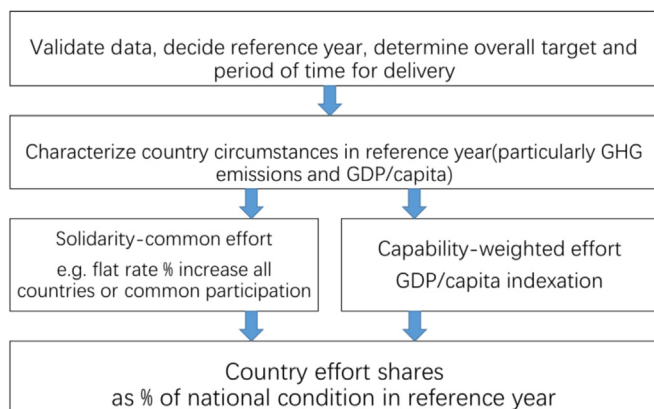 Validate data, decide reference year, determine overall target and
period of time for delivery
Characterize country circumstances in reference year(particularly GHG
emissions and GDP/capita)
Solidarity-common effort
e.g. flat rate % increase all
countries or common participation
Capability-weighted effort
GDP/capita indexation
Country effort shares
as % of national condition in reference year